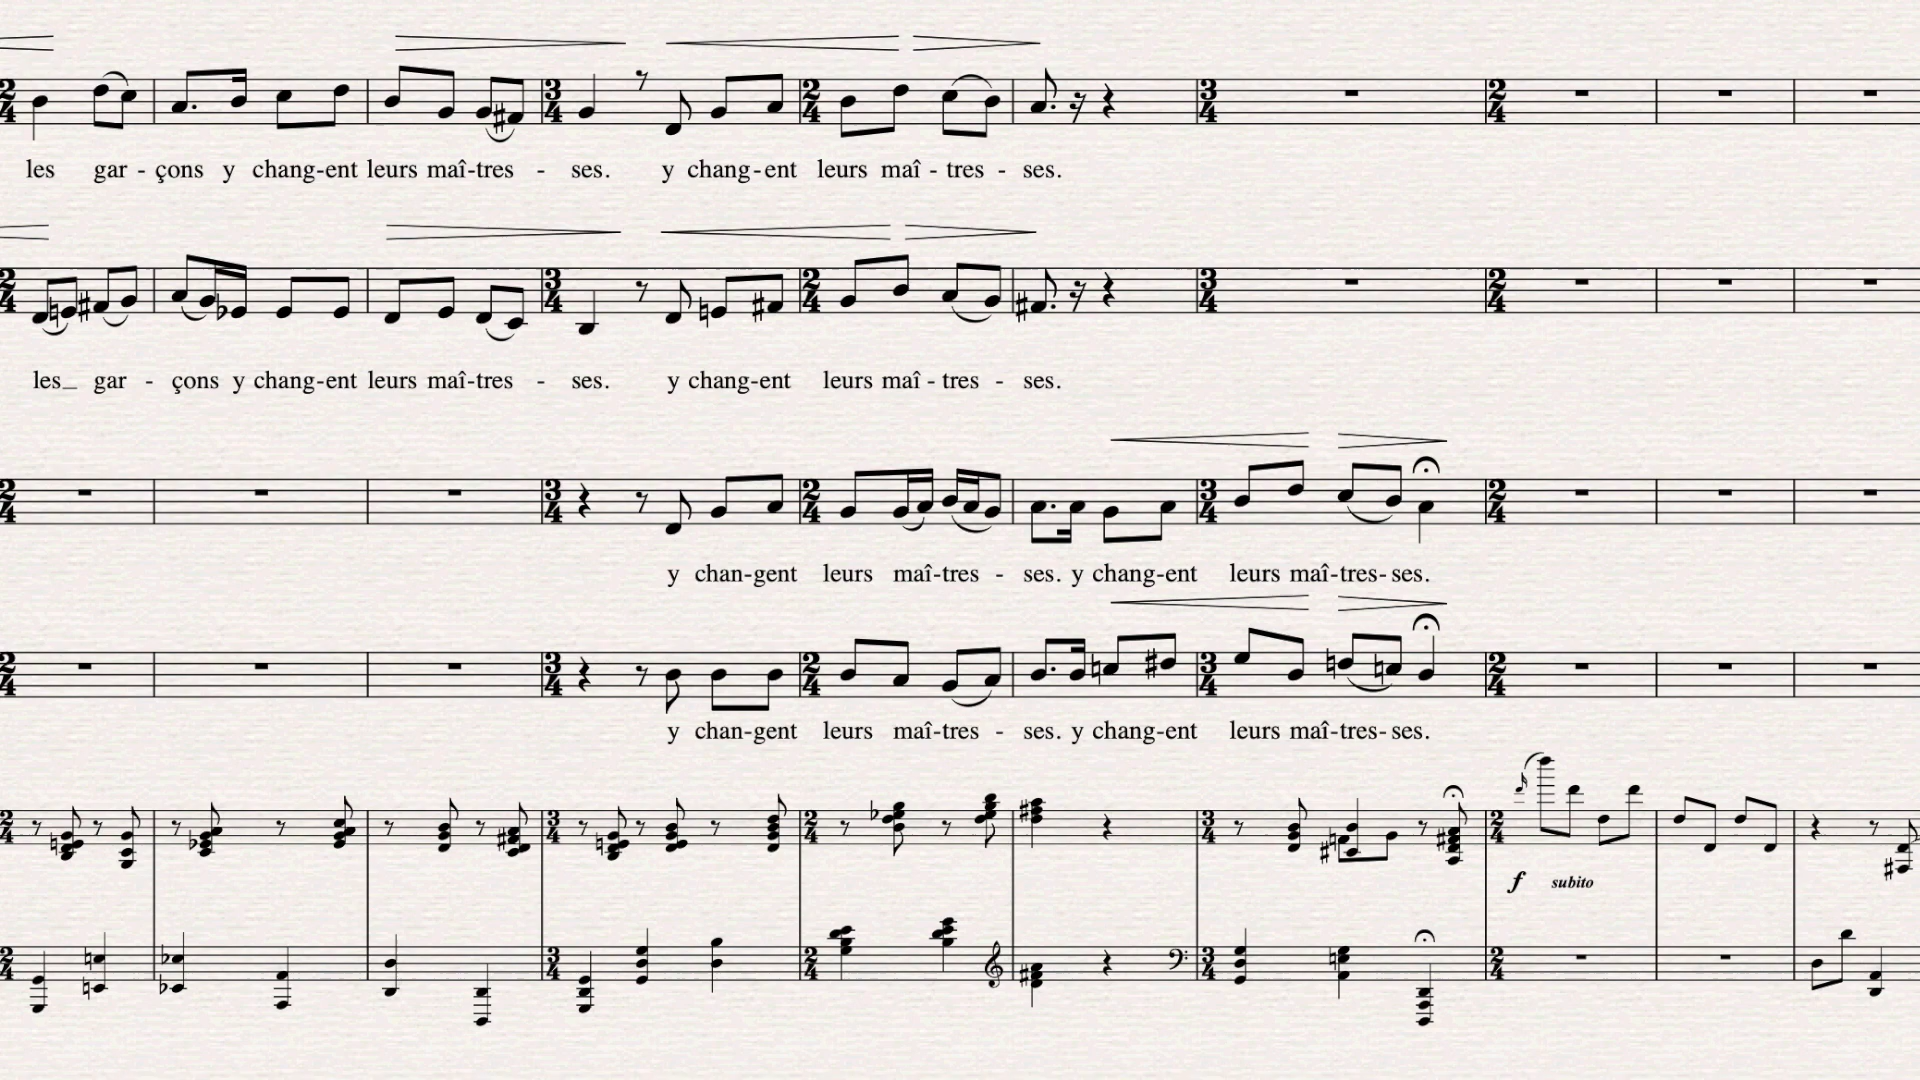 les gar - çons y chang-ent leurs maî-tres - ses. y chang-ent leurs maî - tres - ses.
les_ gar - çons y chang-ent leurs maî-tres - ses. y chang-ent leurs maî - tres - ses.
y chan-gent leurs maî-tres - ses. y chang-ent leurs maî-tres- ses.
y chan-gent leurs maî-tres - ses. y chang-ent leurs maî-tres- ses.
f subito